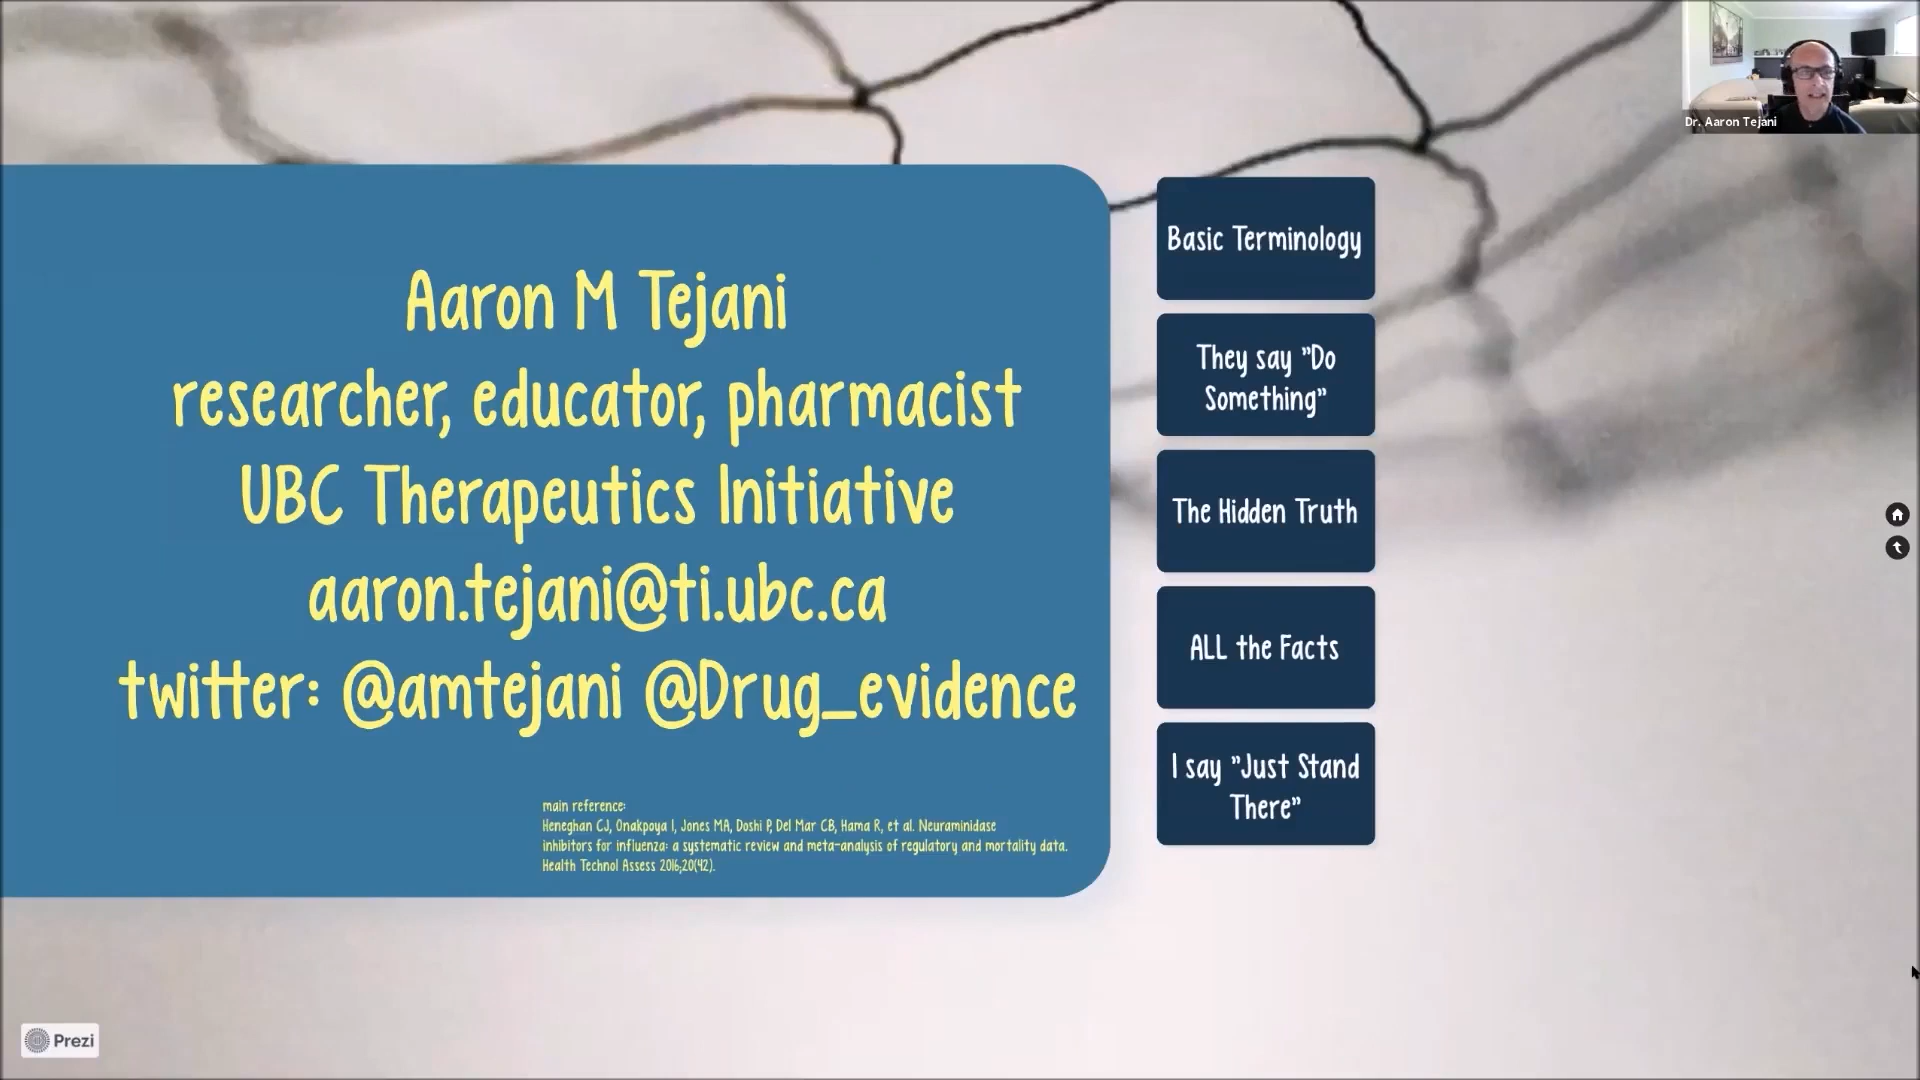 Dr. Aaron Tejani
Aaron M Tejani
researcher, educator, pharmacist
UBC Therapeutics Initiative
aaron.tejani@ti.ubc.ca
twitter: @amtejani @Drug_evidence
main reference:
Heneghan CJ, Onakpoya I, Jones MA, Doshi P, Del Mar CB, Hama R, et al. Neuraminidase
inhibitors for influenza: a systematic review and meta-analysis of regulatory and mortality data.
Health Technol Assess 2016;20(42).
Basic Terminology
They say "Do
Something"
The Hidden Truth
ALL the Facts
I say "Just Stand
There"
Prezi